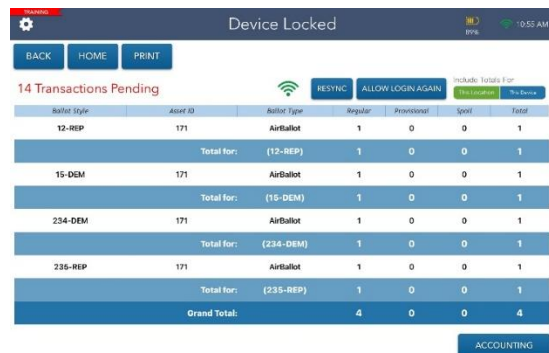 TRAINING
Device Locked
89%
10:55 AM
BACK HOME PRINT
14 Transactions Pending
RESYNC ALLOW LOGIN AGAIN
Include Totals For
This Location This Device
Ballot Style Asset ID Ballot Type Regular Provisional Spoil Total
12-REP 171 AirBallot 1 0 0 1
Total for: (12-REP) 1 0 0 1
15-DEM 171 AirBallot 1 0 0 1
Total for: (15-DEM) 1 0 0 1
234-DEM 171 AirBallot 1 0 0 1
Total for: (234-DEM) 1 0 0 1
235-REP 171 AirBallot 1 0 0 1
Total for: (235-REP) 1 0 0 1
Grand Total: 4 0 0 4
ACCOUNTING